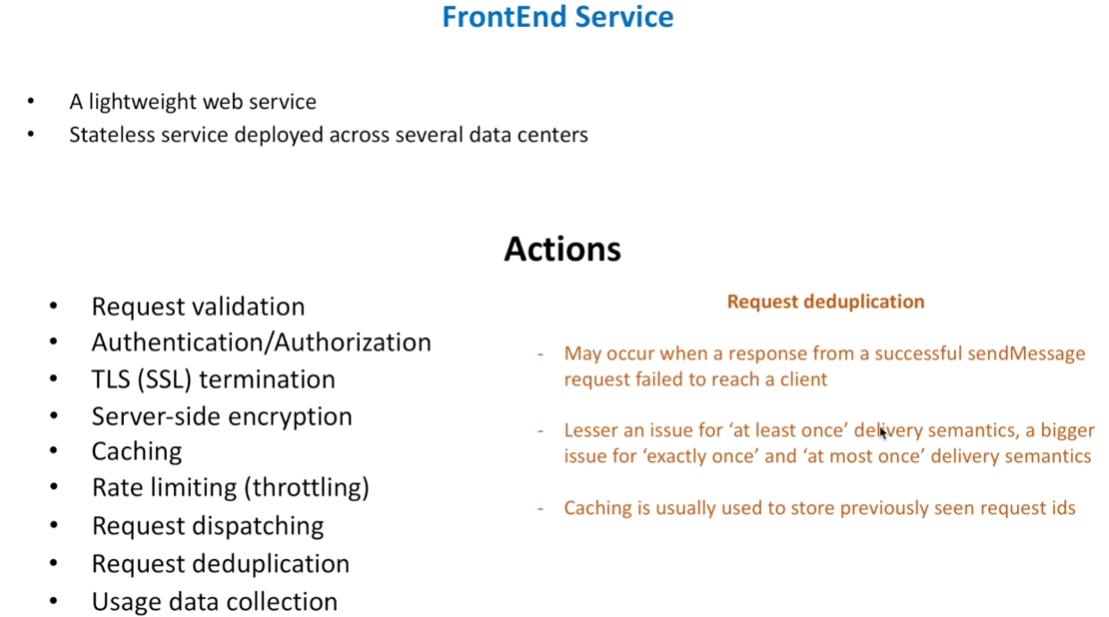 FrontEnd Service
• A lightweight web service
• Stateless service deployed across several data centers
Actions
• Request validation
• Authentication/Authorization
• TLS (SSL) termination
• Server-side encryption
• Caching
• Rate limiting (throttling)
• Request dispatching
• Request deduplication
• Usage data collection
Request deduplication
- May occur when a response from a successful sendMessage
request failed to reach a client
- Lesser an issue for ‘at least once’ delivery semantics, a bigger
issue for ‘exactly once’ and ‘at most once’ delivery semantics
- Caching is usually used to store previously seen request ids